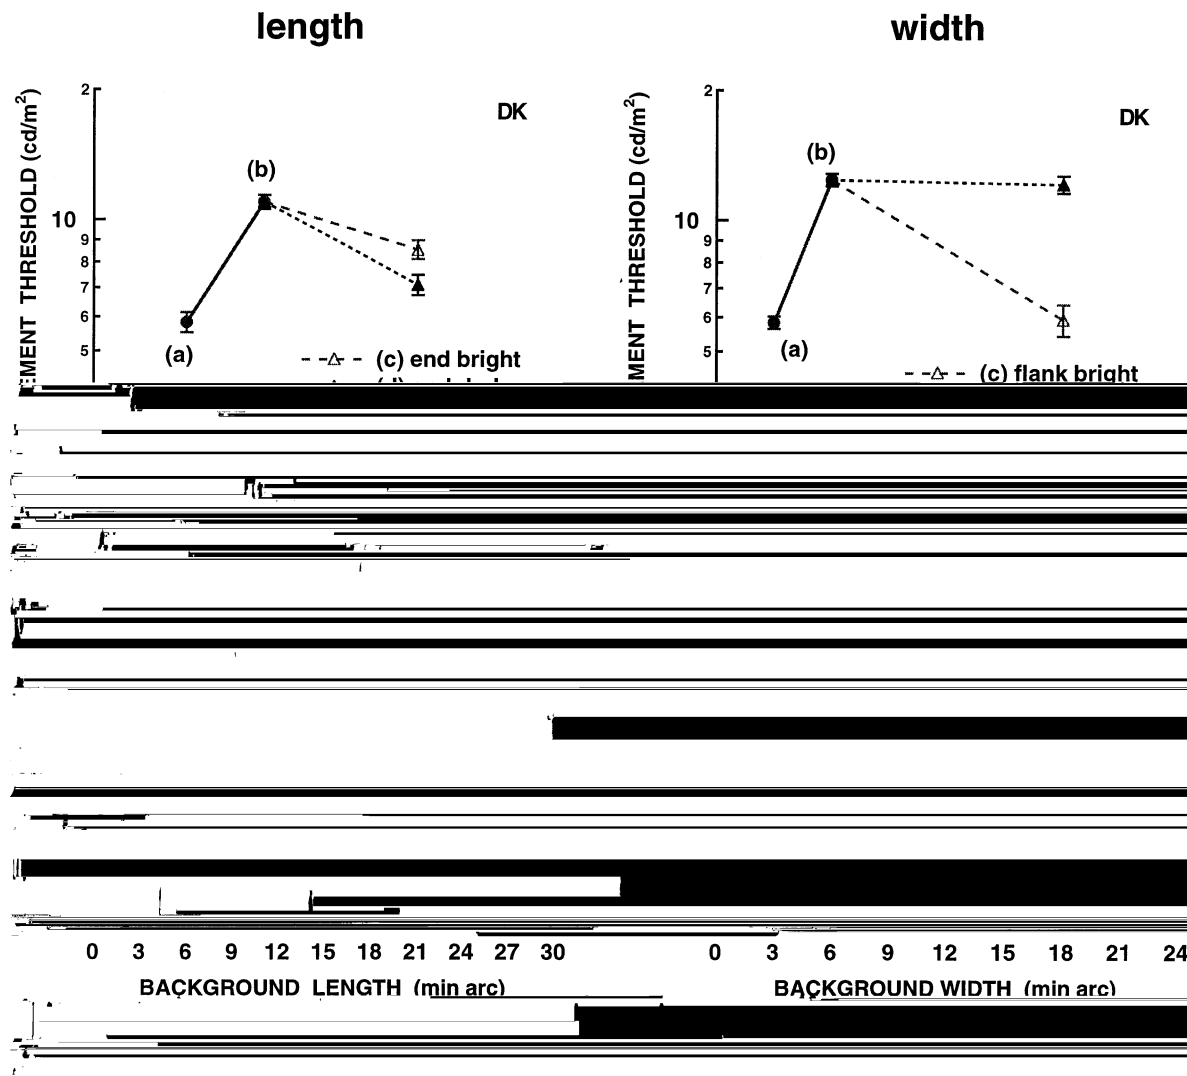 length
width
2
DK
(b)
10
9
8
7
6
5
(a)
(c) end bright
THRESHOLD (cd/m2)
2
DK
(b)
10
9
8
7
6
5
(a)
(c) flank bright
THRESHOLD (cd/m2)
0 3 6 9 12 15 18 21 24 27 30
BACKGROUND LENGTH (min arc)
0 3 6 9 12 15 18 21 24
BACKGROUND WIDTH (min arc)